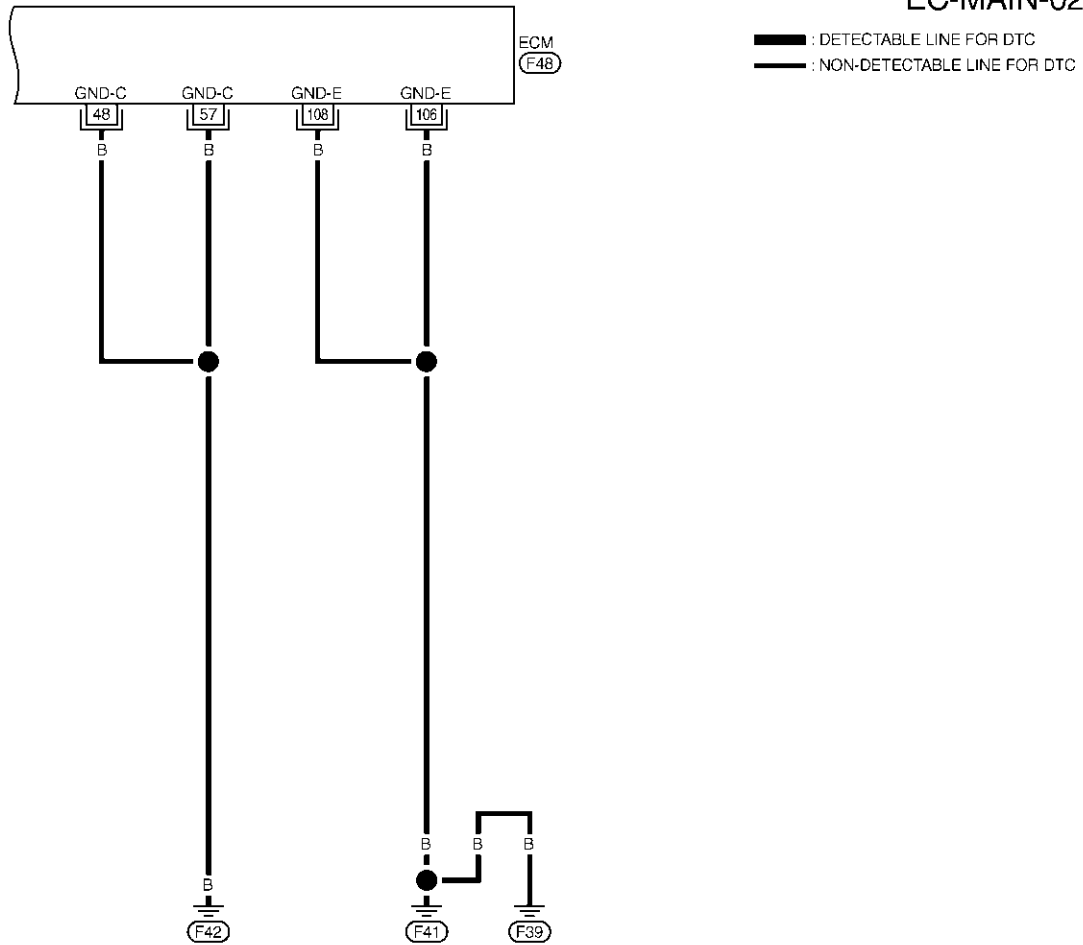 EC-MAIN-02
: DETECTABLE LINE FOR DTC
: NON-DETECTABLE LINE FOR DTC
ECM
F48
GND-C GND-C GND-E GND-E
48 57 108 106
B B B B
B B B
B
F42 F41 F39